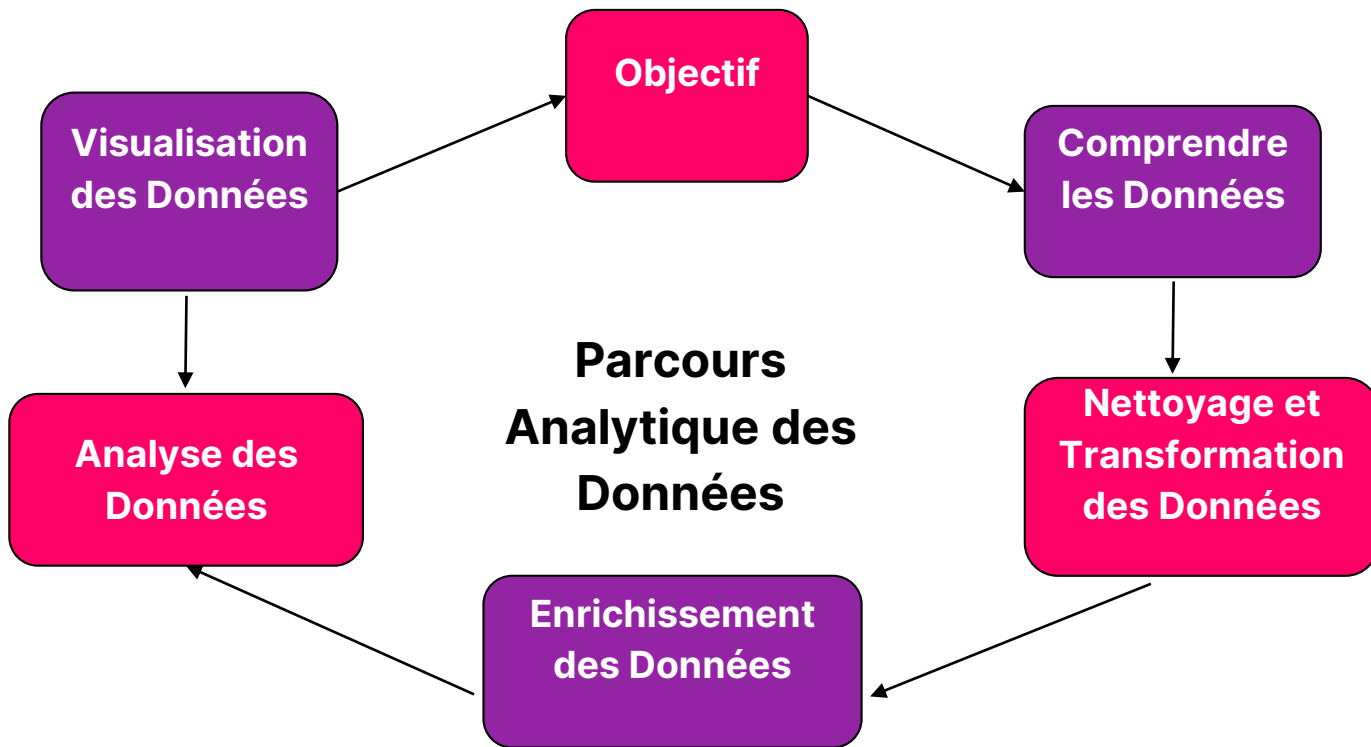 Objectif
Visualisation
des Données
Comprendre
les Données
Parcours
Analytique des
Données
Analyse des
Données
Nettoyage et
Transformation
des Données
Enrichissement
des Données